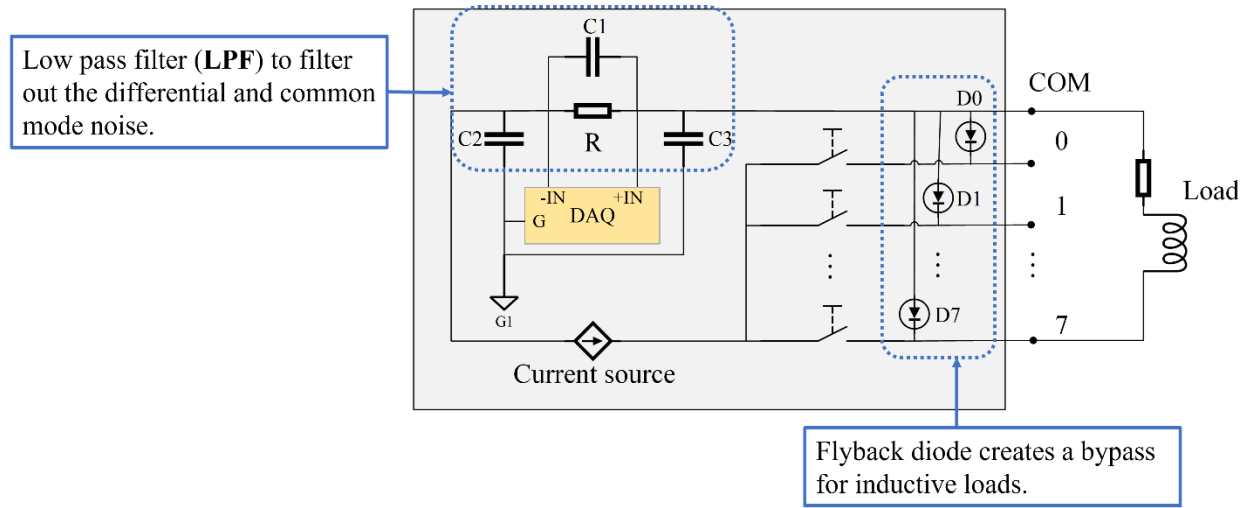 Low pass filter (LPF) to filter
out the differential and common
mode noise.
C1
C2
R
C3
-IN +IN
G DAQ
G1
Current source
D0
D1
D7
COM
0
1
7
Load
Flyback diode creates a bypass
for inductive loads.